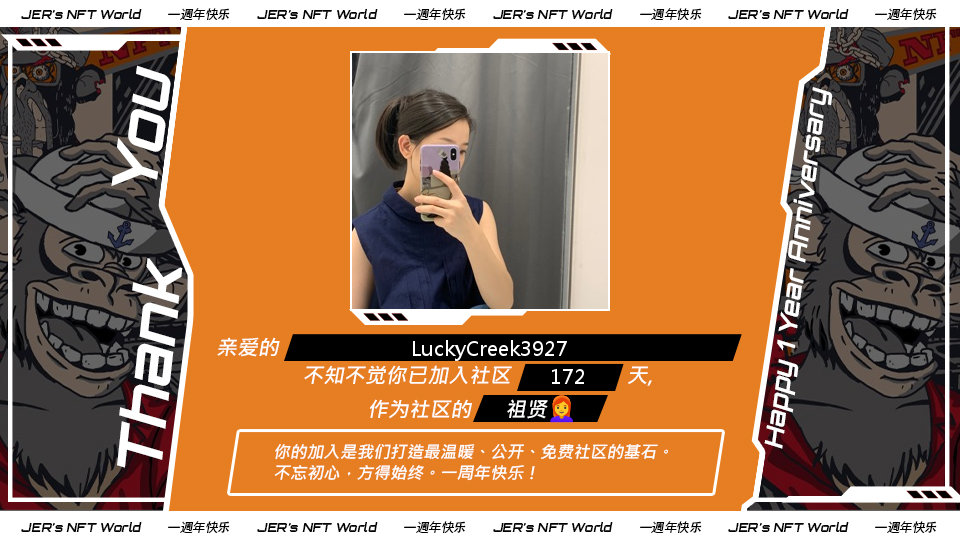 JER's NFT World 一週年快乐 JER's NFT World 一週年快乐 JER's NFT World 一週年快乐 JER's NFT World 一週年快乐
Thank You
亲爱的 LuckyCreek3927
不知不觉你已加入社区 172 天,
作为社区的 祖贤👩‍🦰
你的加入是我们打造最温暖、公开、免费社区的基石。
不忘初心，方得始终。一周年快乐！
Happy 1 Year Anniversary
JER's NFT World 一週年快乐 JER's NFT World 一週年快乐 JER's NFT World 一週年快乐 JER's NFT World 一週年快乐